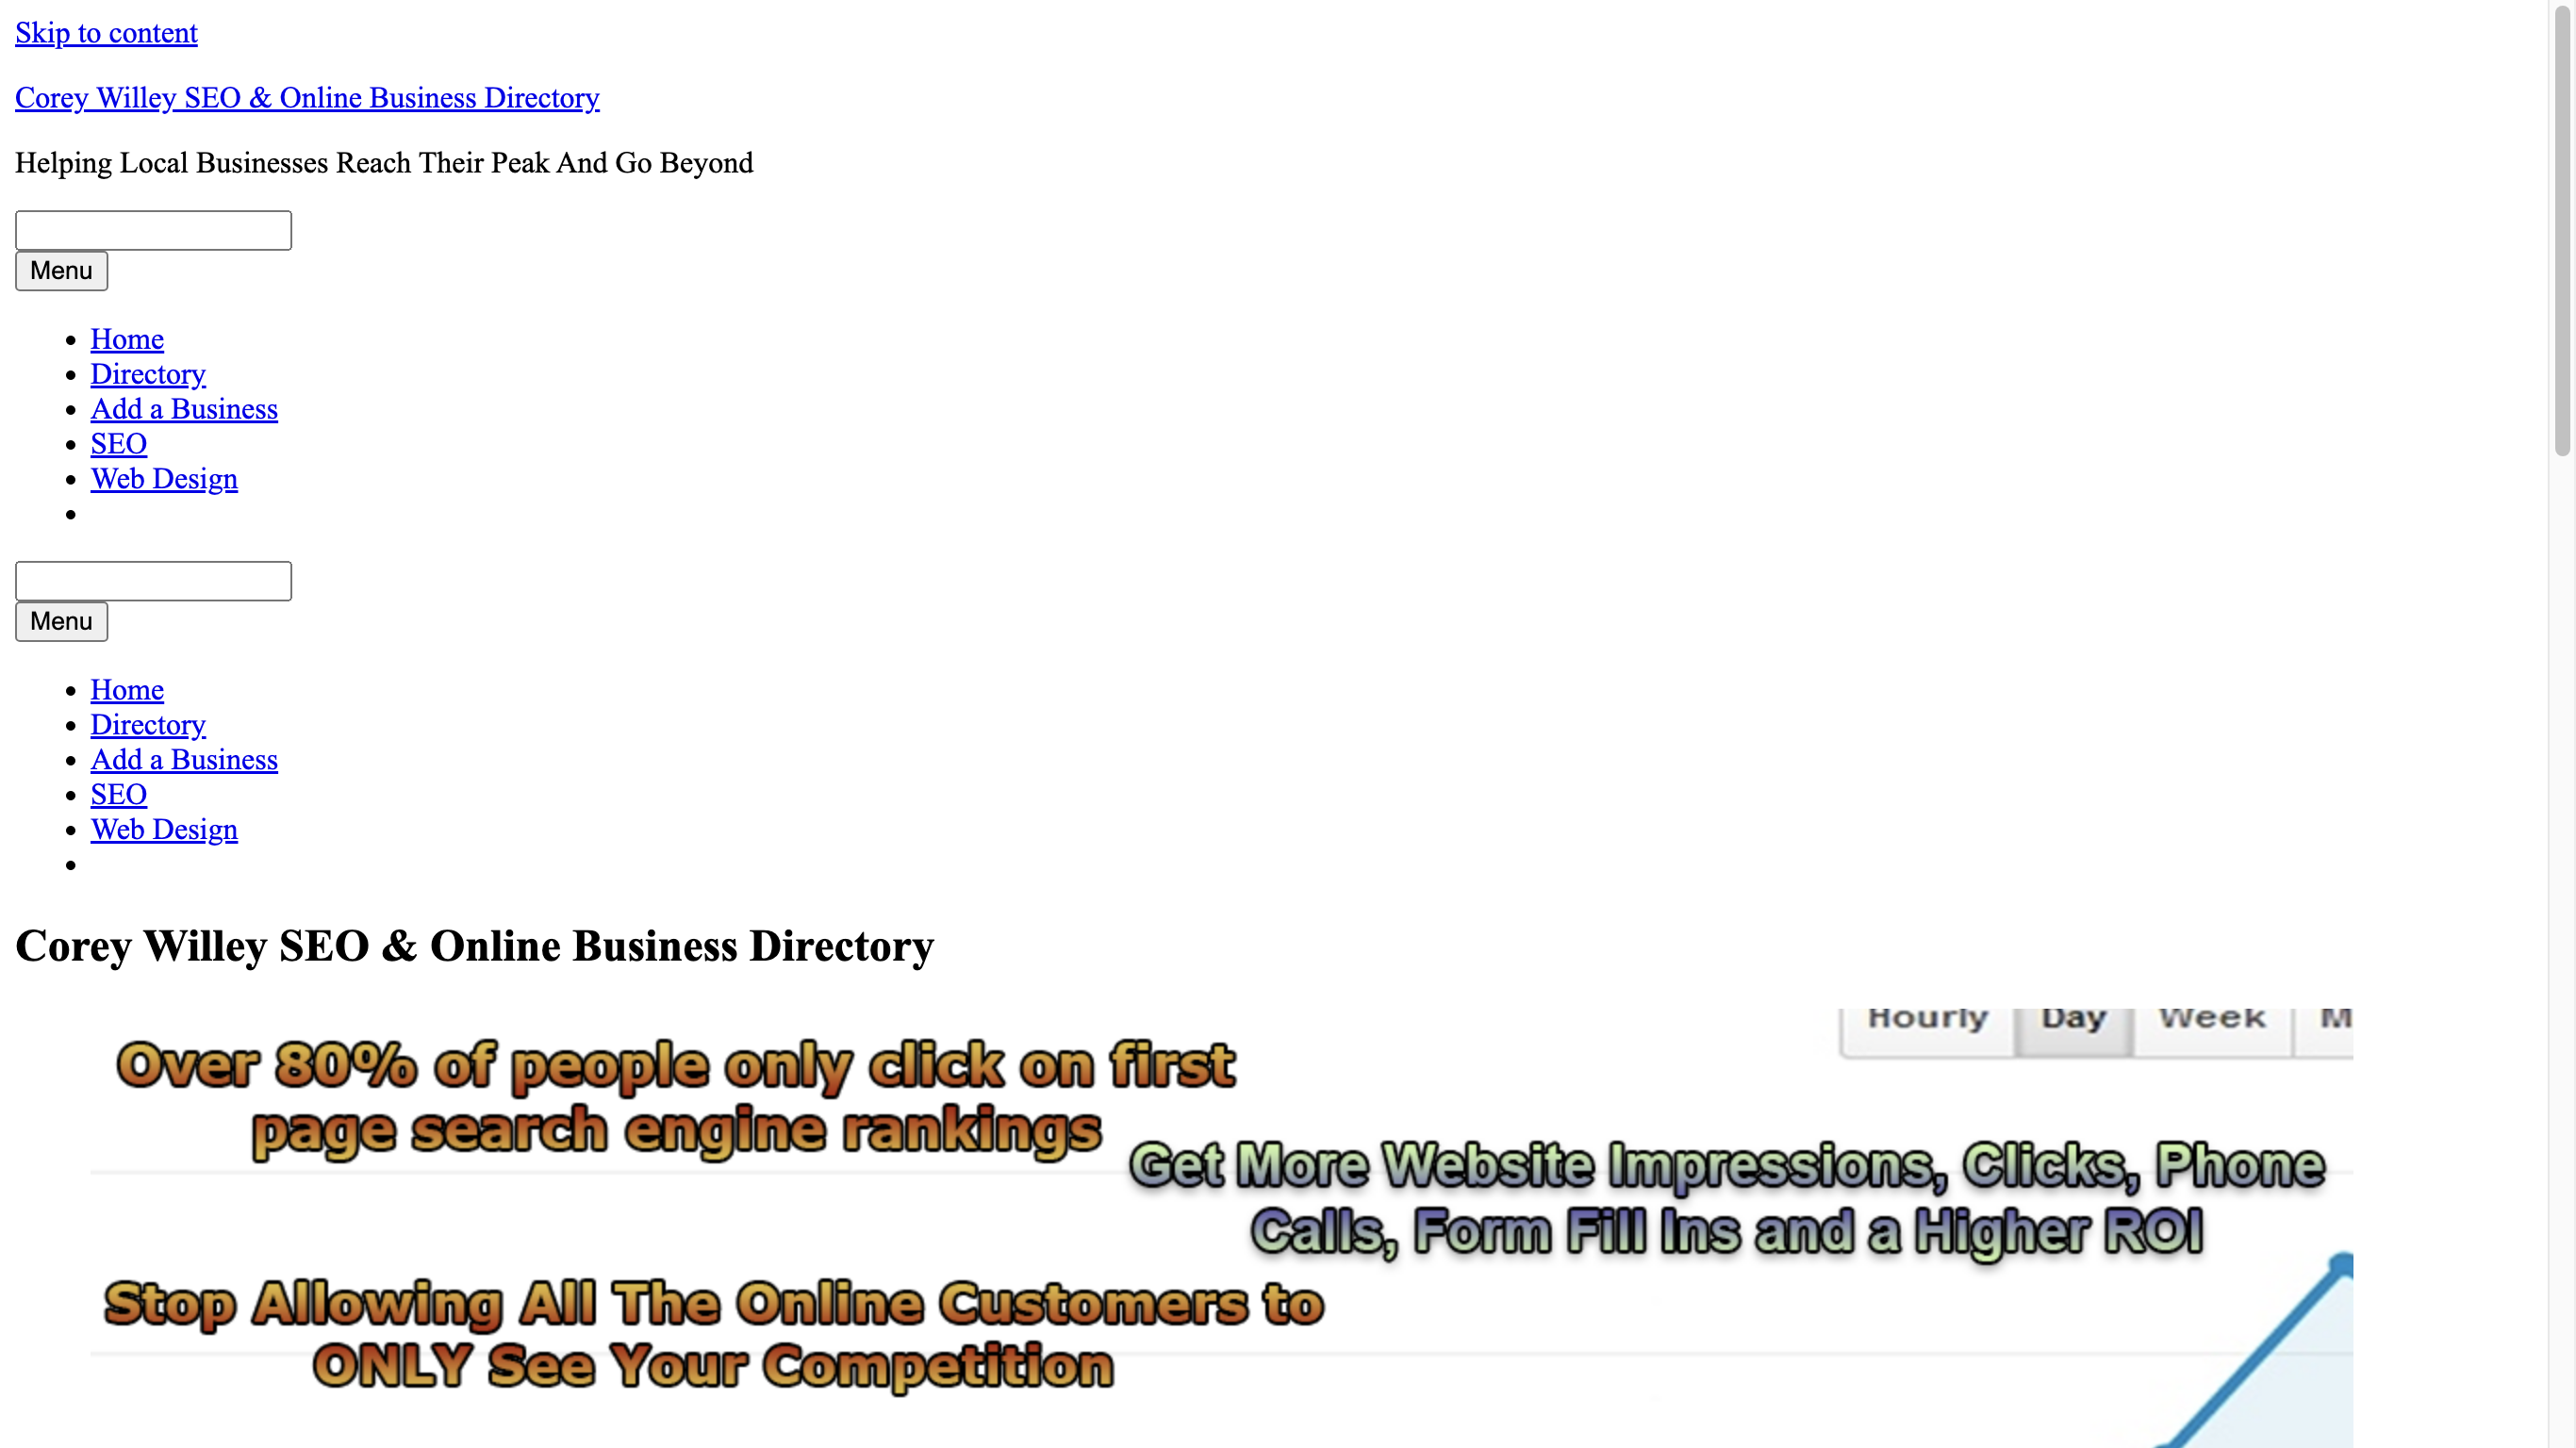 Skip to content
Corey Willey SEO & Online Business Directory
Helping Local Businesses Reach Their Peak And Go Beyond
Menu
Home
Directory
Add a Business
SEO
Web Design
Menu
Home
Directory
Add a Business
SEO
Web Design
Corey Willey SEO & Online Business Directory
Hourly Day Week M
Over 80% of people only click on first
page search engine rankings
Get More Website Impressions, Clicks, Phone
Calls, Form Fill Ins and a Higher ROI
Stop Allowing All The Online Customers to
ONLY See Your Competition